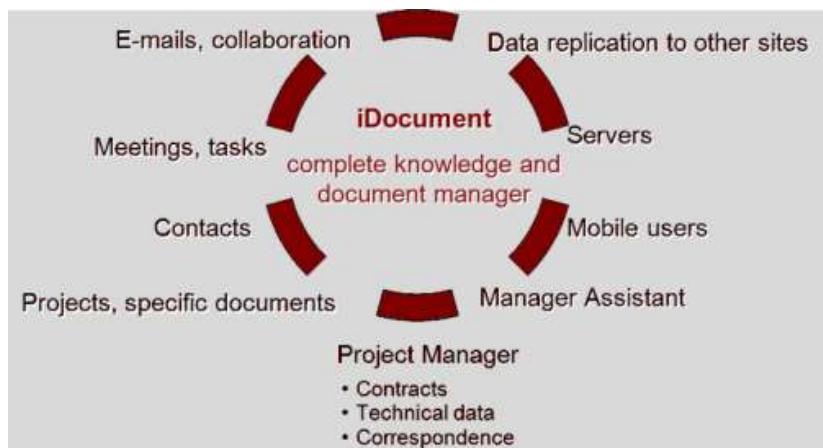 E-mails, collaboration
Data replication to other sites
iDocument
Servers
Meetings, tasks
complete knowledge and
document manager
Contacts
Mobile users
Projects, specific documents
Manager Assistant
Project Manager
• Contracts
• Technical data
• Correspondence